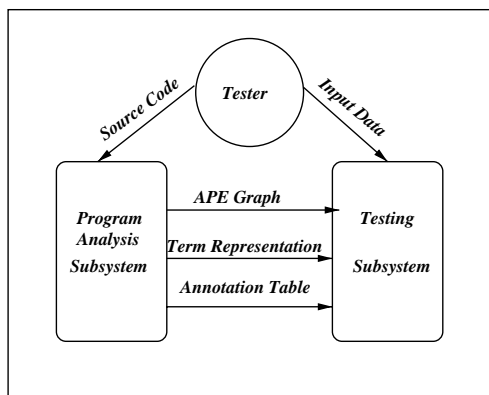 Tester
Source Code
Input Data
Program
Analysis
Subsystem
APE Graph
Term Representation
Annotation Table
Testing
Subsystem